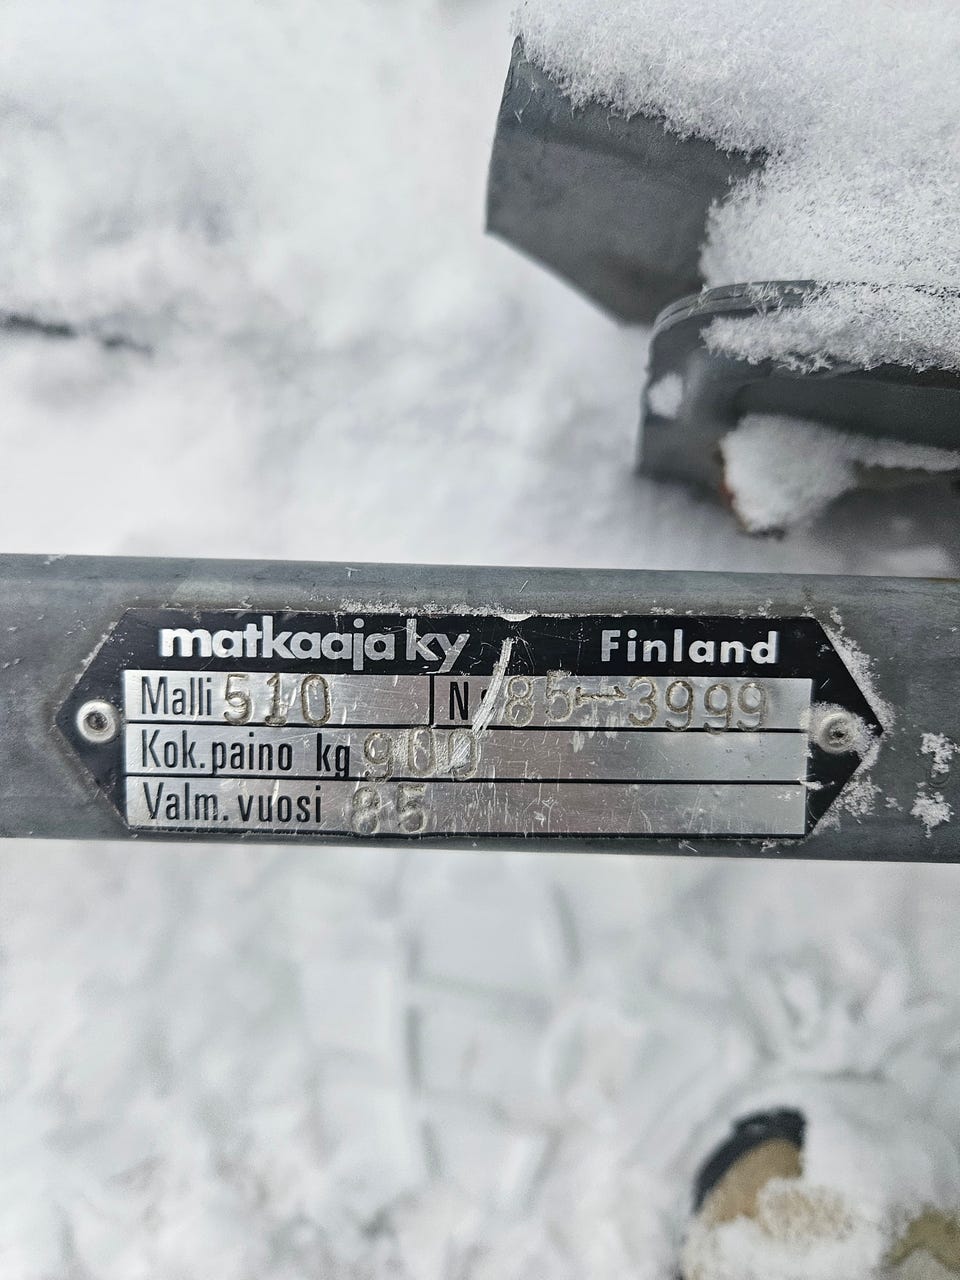 matkaaja ky Finland
Malli 510 N:o 85-3999
Kok.paino kg 900
Valm.vuosi 85